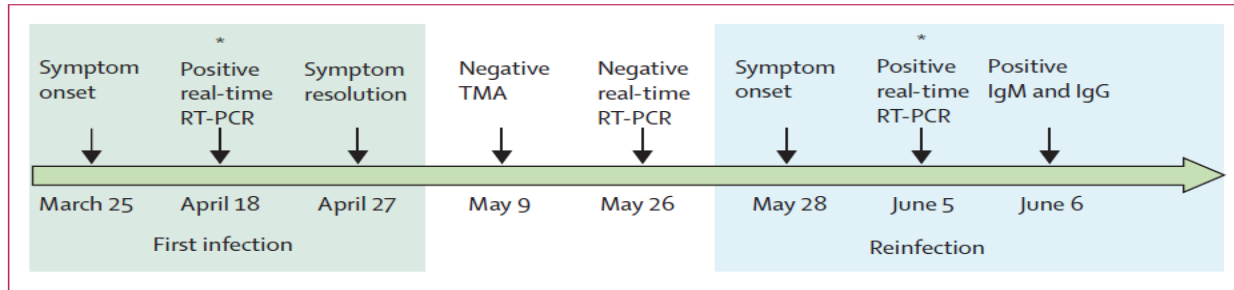 *
*
Symptom
onset
Positive
real-time
RT-PCR
Symptom
resolution
Negative
TMA
Negative
real-time
RT-PCR
Symptom
onset
Positive
real-time
RT-PCR
Positive
IgM and IgG
March 25
April 18
April 27
May 9
May 26
May 28
June 5
June 6
First infection
Reinfection